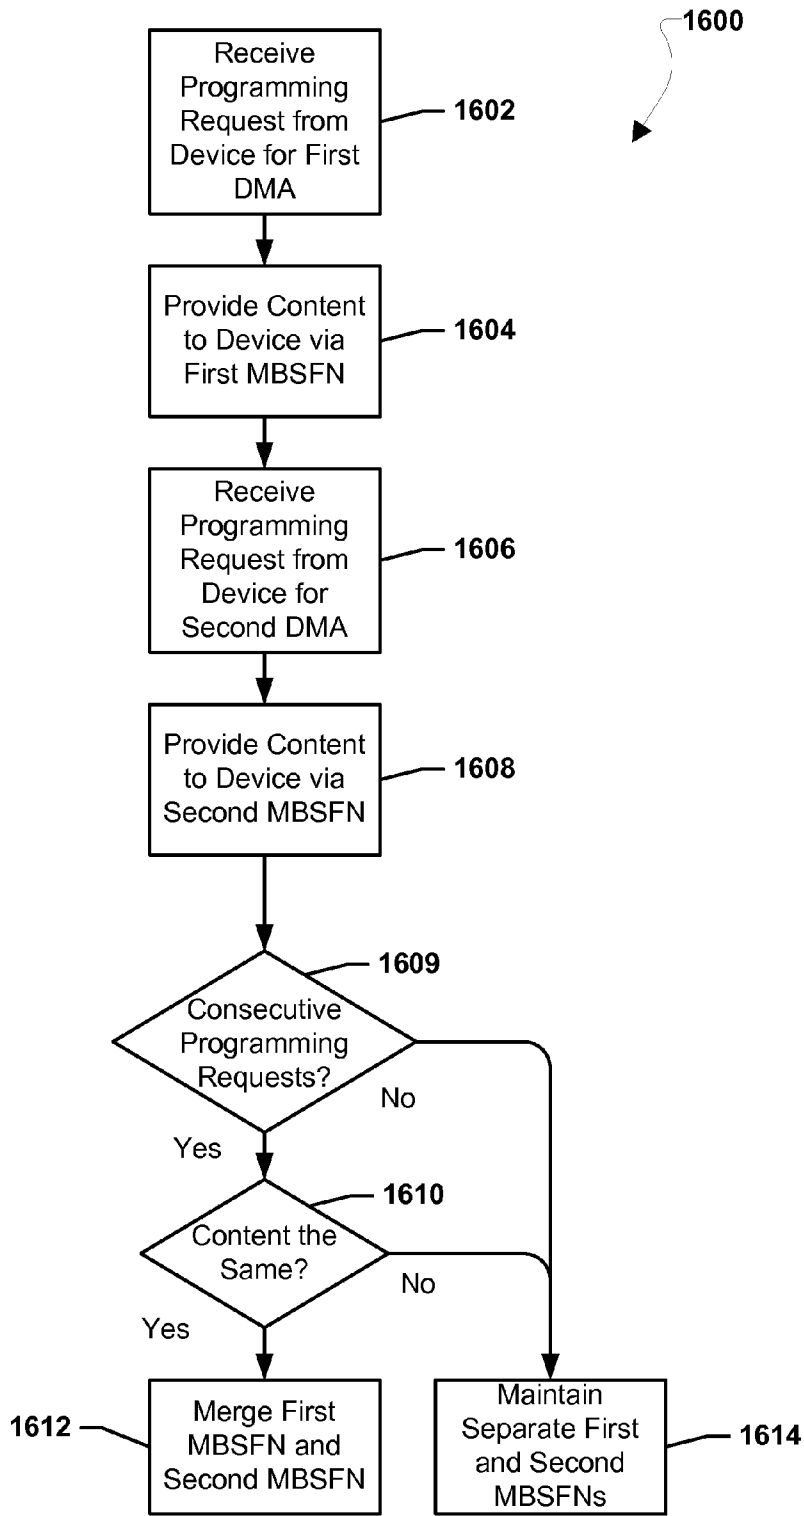 1600
Receive
Programming
Request from
Device for First
DMA
1602
Provide Content
to Device via
First MBSFN
1604
Receive
Programming
Request from
Device for
Second DMA
1606
Provide Content
to Device via
Second MBSFN
1608
1609
Consecutive
Programming
Requests?
No
Yes
1610
Content the
Same?
No
Yes
1612
Merge First
MBSFN and
Second MBSFN
Maintain
Separate First
and Second
MBSFNs
1614